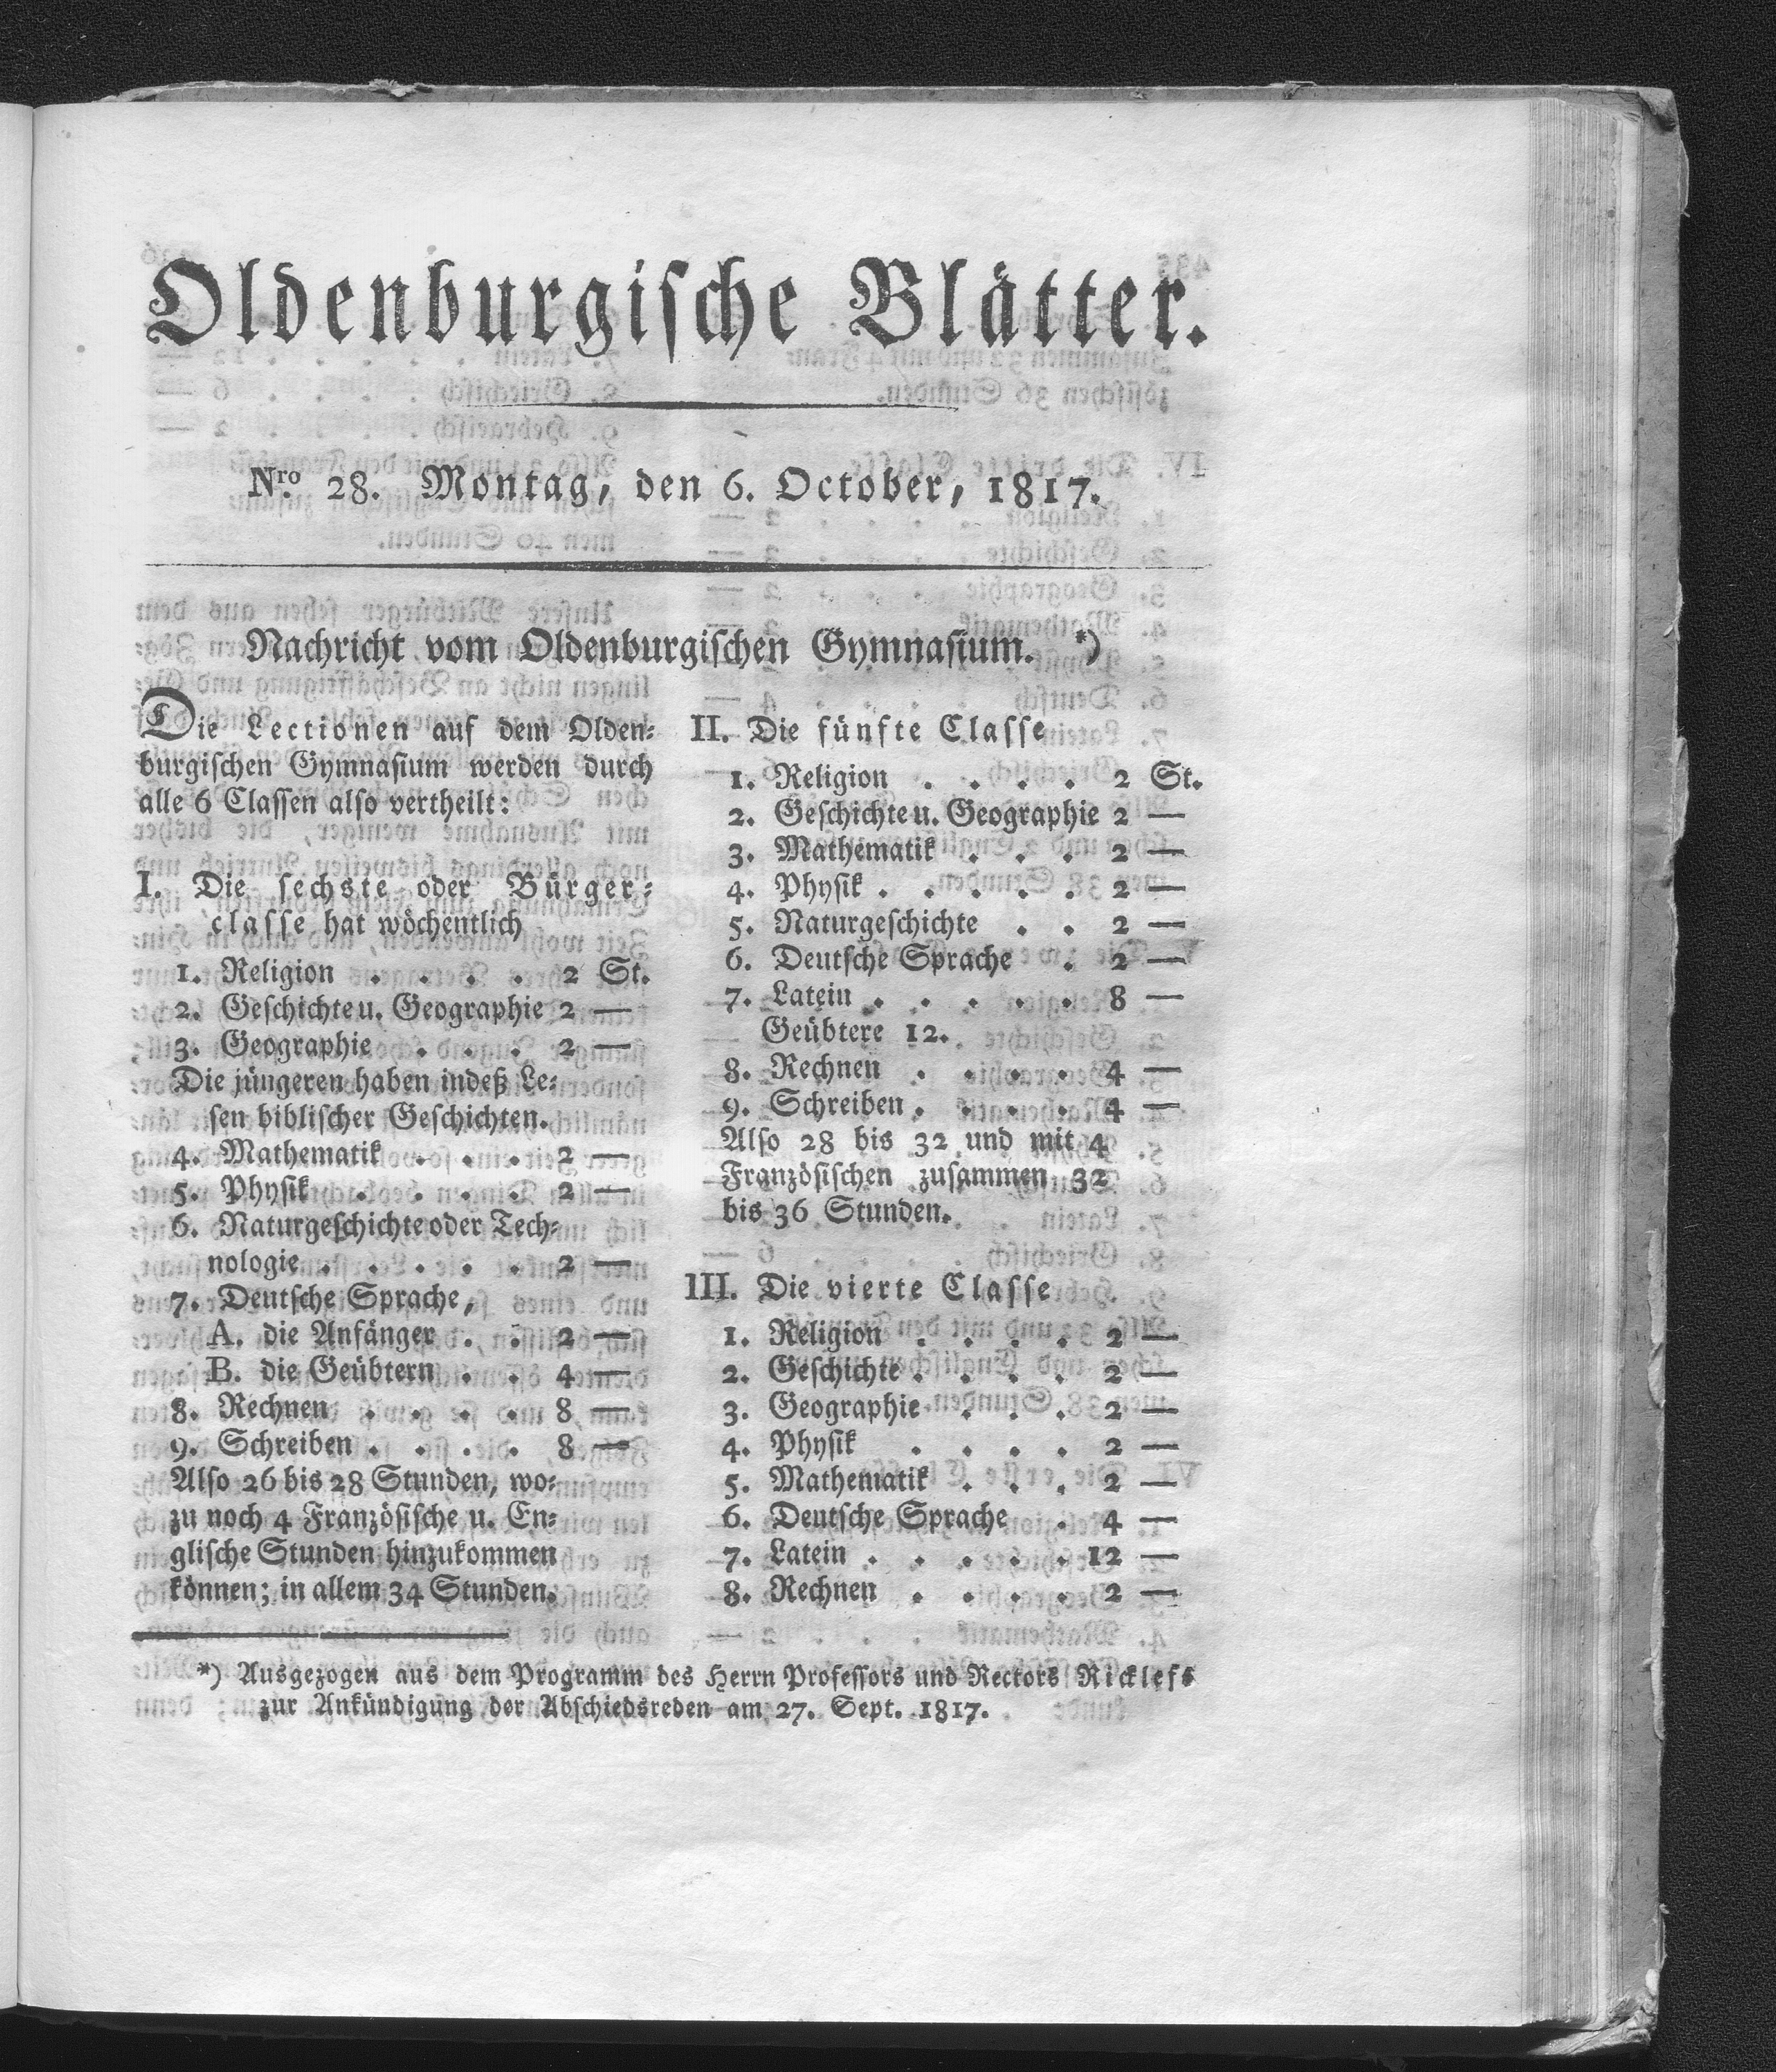 Oldenburgische Blätter.
Nro 28. Montag, den 6. October, 1817.
Nachricht vom Oldenburgischen Gymnasium. *)
Die Lectionen auf dem Olden-
burgischen Gymnasium werden durch
alle 6 Classen also vertheilt:
I. Die sechste oder Bürger-
classe hat wöchentlich
1. Religion . . . . 2 St.
2. Geschichte u. Geographie 2 —
3. Geographie . . . 2 —
Die jüngeren haben indeß Le-
sen biblischer Geschichten.
4. Mathematik . . . 2 —
5. Physik . . . . 2 —
6. Naturgeschichte oder Tech-
nologie . . . . . 2 —
7. Deutsche Sprache,
A. die Anfänger . . 2 —
B. die Geübtern . . 4 —
8. Rechnen . . . . 8 —
9. Schreiben . . . . 8 —
Also 26 bis 28 Stunden, wo-
zu noch 4 Französische u. En-
glische Stunden hinzukommen
können; in allem 34 Stunden.
II. Die fünfte Classe
1. Religion . . . . 2 St.
2. Geschichte u. Geographie 2 —
3. Mathematik . . . 2 —
4. Physik . . . . . 2 —
5. Naturgeschichte . . 2 —
6. Deutsche Sprache . 2 —
7. Latein . . . . . 8 —
Geübtere 12.
8. Rechnen . . . . 4 —
9. Schreiben . . . . 4 —
Also 28 bis 32 und mit 4
Französischen zusammen 32
bis 36 Stunden.
III. Die vierte Classe
1. Religion . . . . 2 —
2. Geschichte . . . . 2 —
3. Geographie . . . 2 —
4. Physik . . . . 2 —
5. Mathematik . . . 2 —
6. Deutsche Sprache . 4 —
7. Latein . . . . . 12 —
8. Rechnen . . . . 2 —
*) Ausgezogen aus dem Programm des Herrn Professors und Rectors Ricklefs
zur Ankündigung der Abschiedsreden am 27. Sept. 1817.